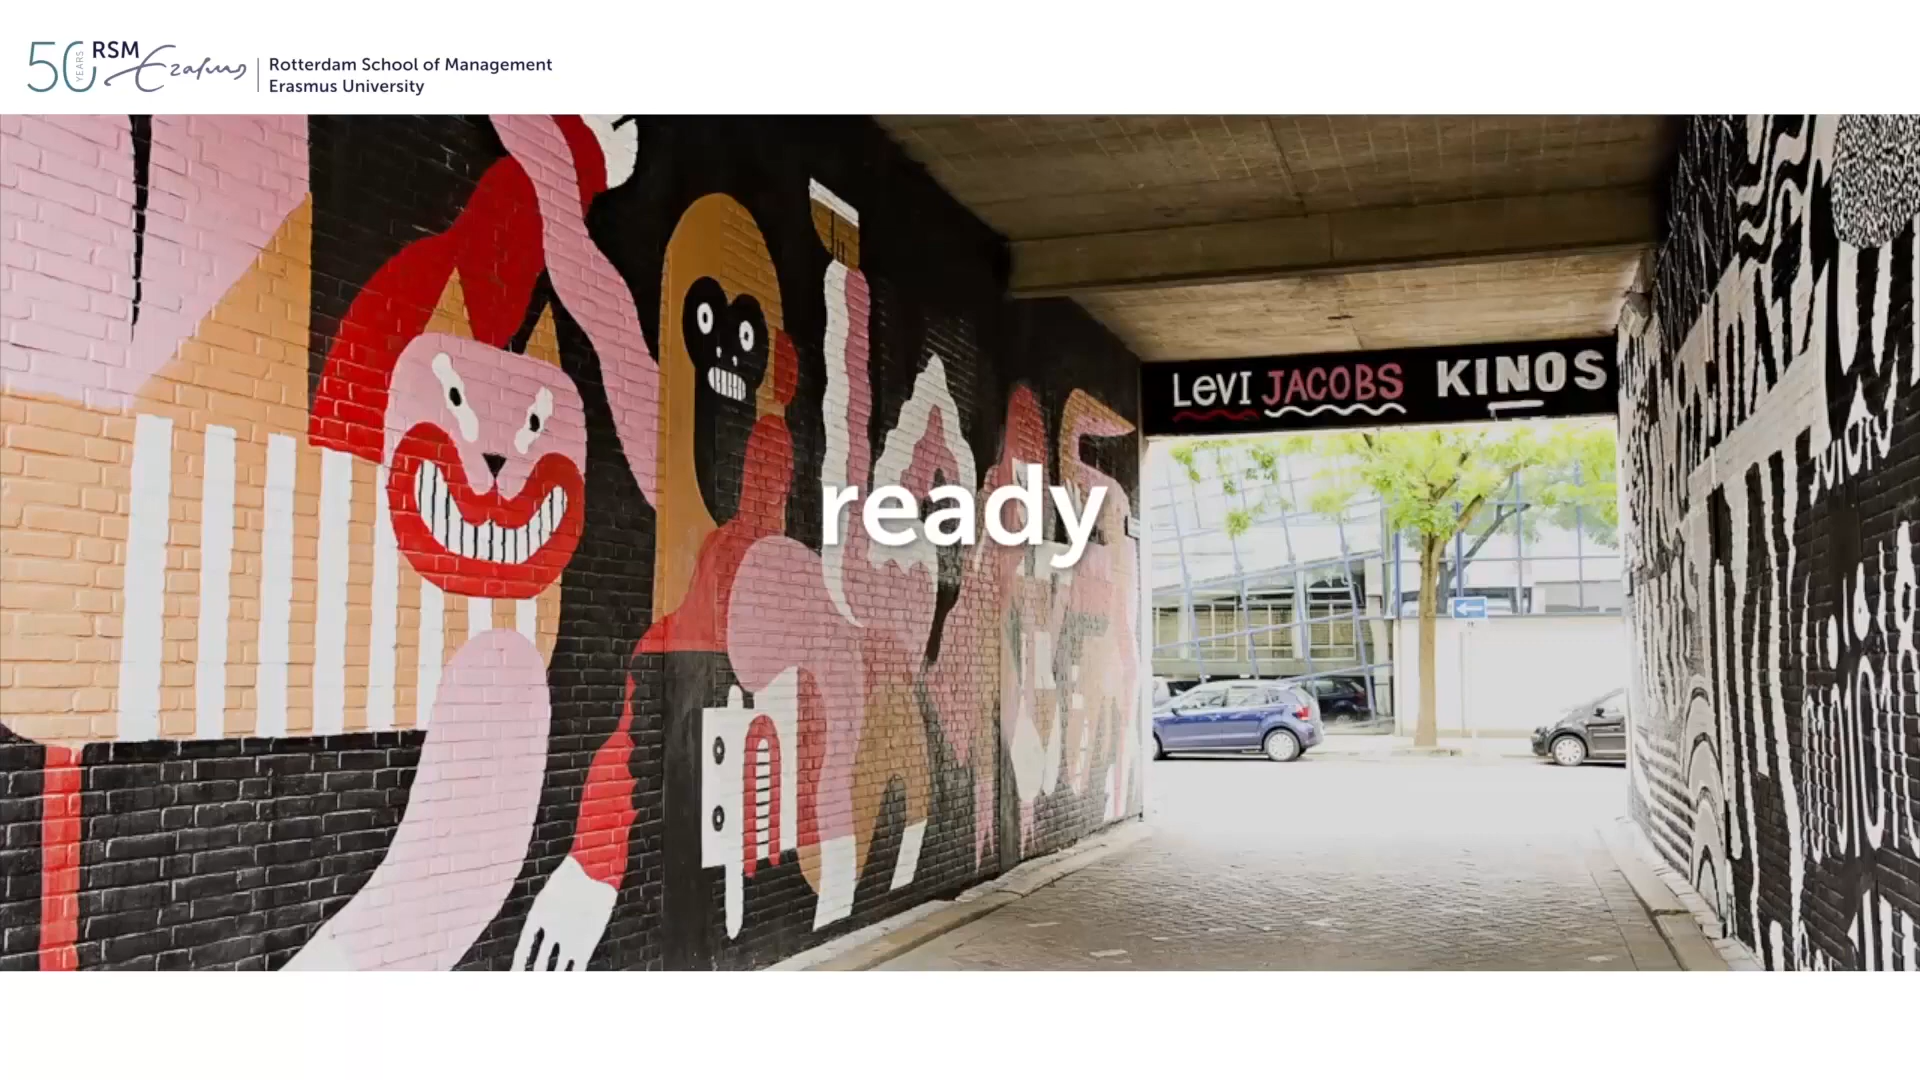 50 YEARS RSM Erasmus
Rotterdam School of Management
Erasmus University
LeVI JACOBS KINOS
ready